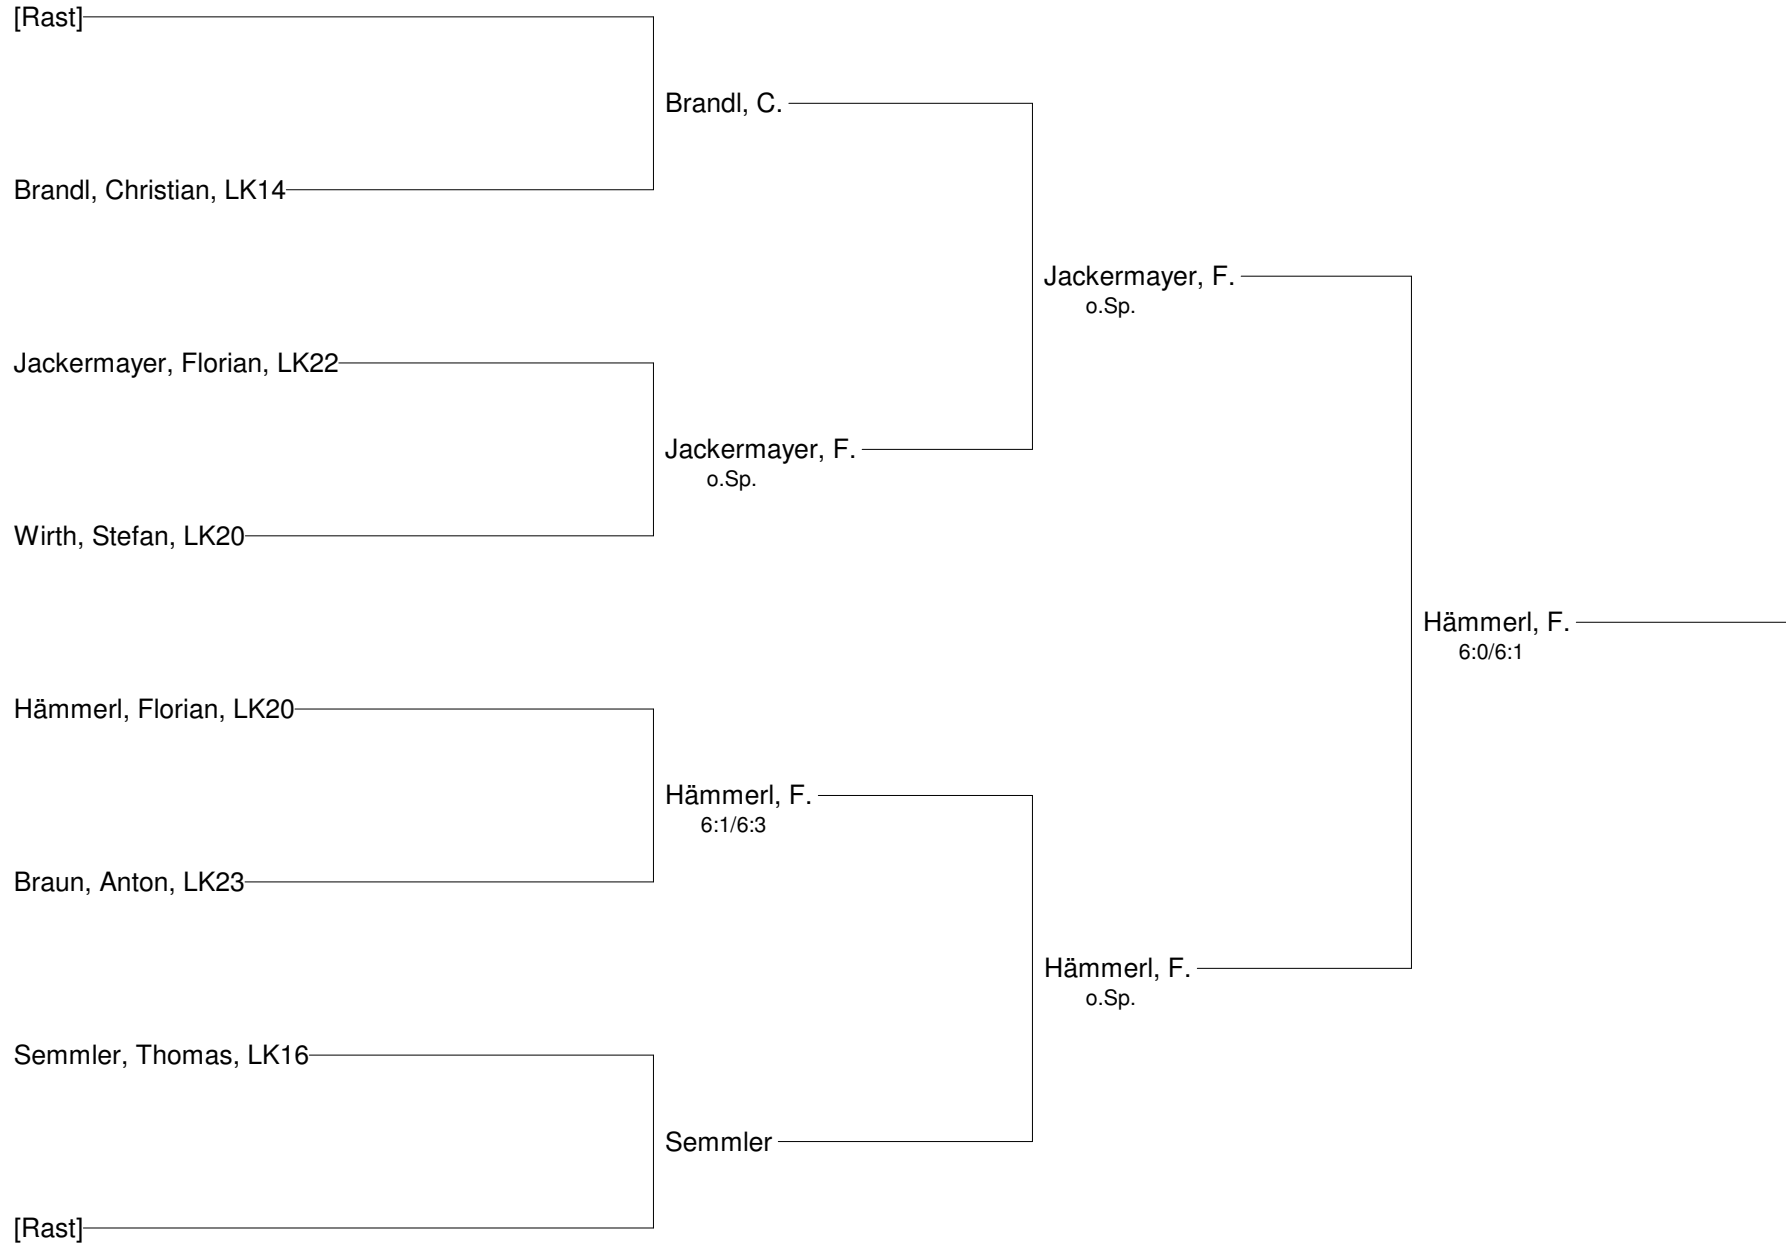 [Rast]
Brandl, C.
Brandl, Christian, LK14
Jackermayer, F.
o.Sp.
Jackermayer, Florian, LK22
Jackermayer, F.
o.Sp.
Wirth, Stefan, LK20
Hämmerl, F.
6:0/6:1
Hämmerl, Florian, LK20
Hämmerl, F.
6:1/6:3
Braun, Anton, LK23
Hämmerl, F.
o.Sp.
Semmler, Thomas, LK16
Semmler
[Rast]